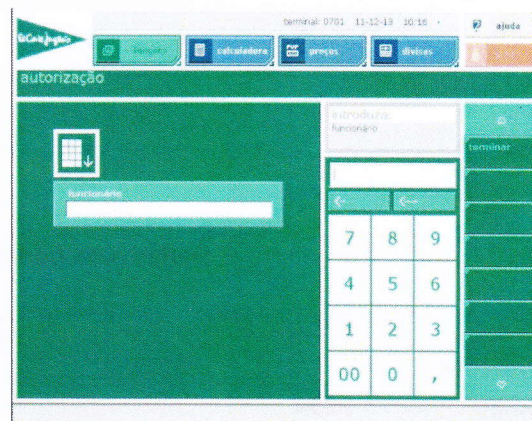 terminal: 0701 11-12-13 10:16
ajuda
El Corte Inglés
calculadora
preços
divisas
autorização
introduza:
funcionário
terminar
funcionário
7 8 9
4 5 6
1 2 3
00 0 ,